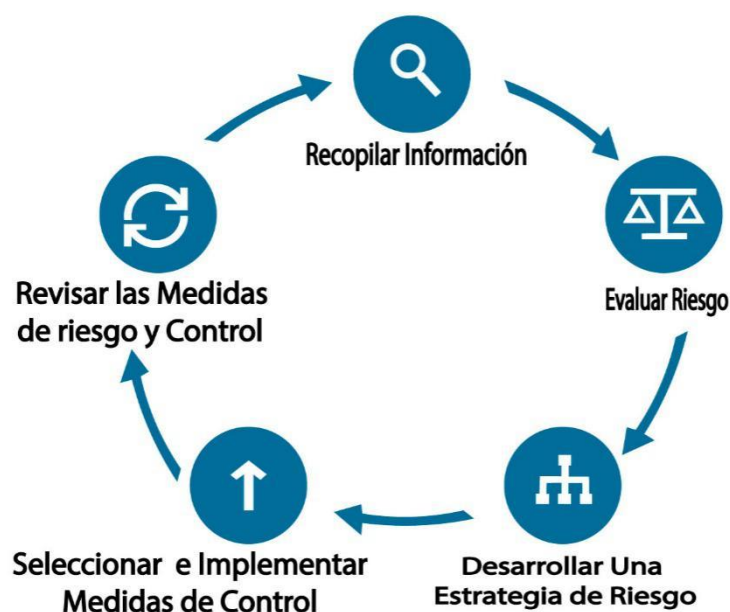 Recopilar Información
Evaluar Riesgo
Desarrollar Una
Estrategia de Riesgo
Seleccionar e Implementar
Medidas de Control
Revisar las Medidas
de riesgo y Control